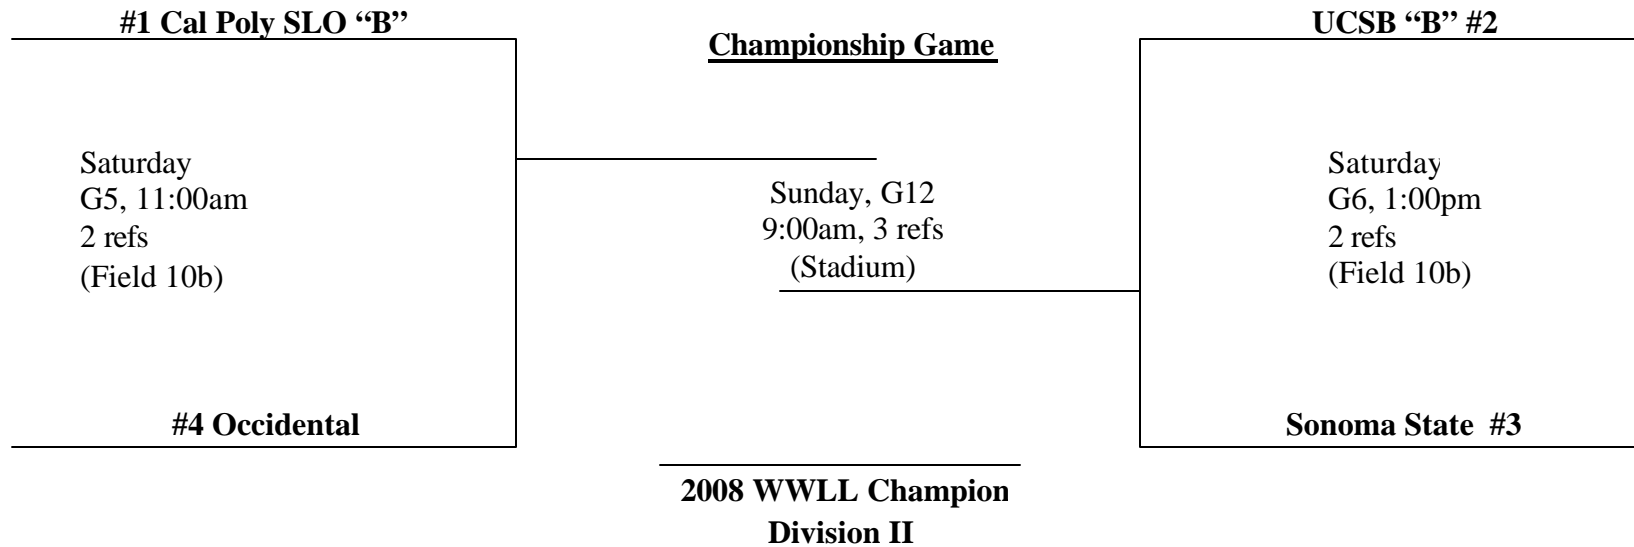 #1 Cal Poly SLO “B”
UCSB “B” #2
Championship Game
Saturday
G5, 11:00am
2 refs
(Field 10b)
Sunday, G12
9:00am, 3 refs
(Stadium)
Saturday
G6, 1:00pm
2 refs
(Field 10b)
#4 Occidental
Sonoma State #3
2008 WWLL Champion
Division II